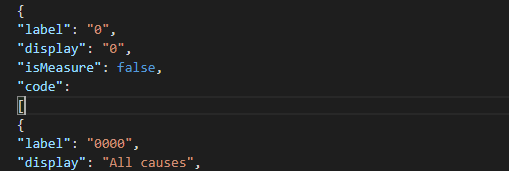 {
"label": "0",
"display": "0",
"isMeasure": false,
"code":
[
{
"label": "0000",
"display": "All causes",